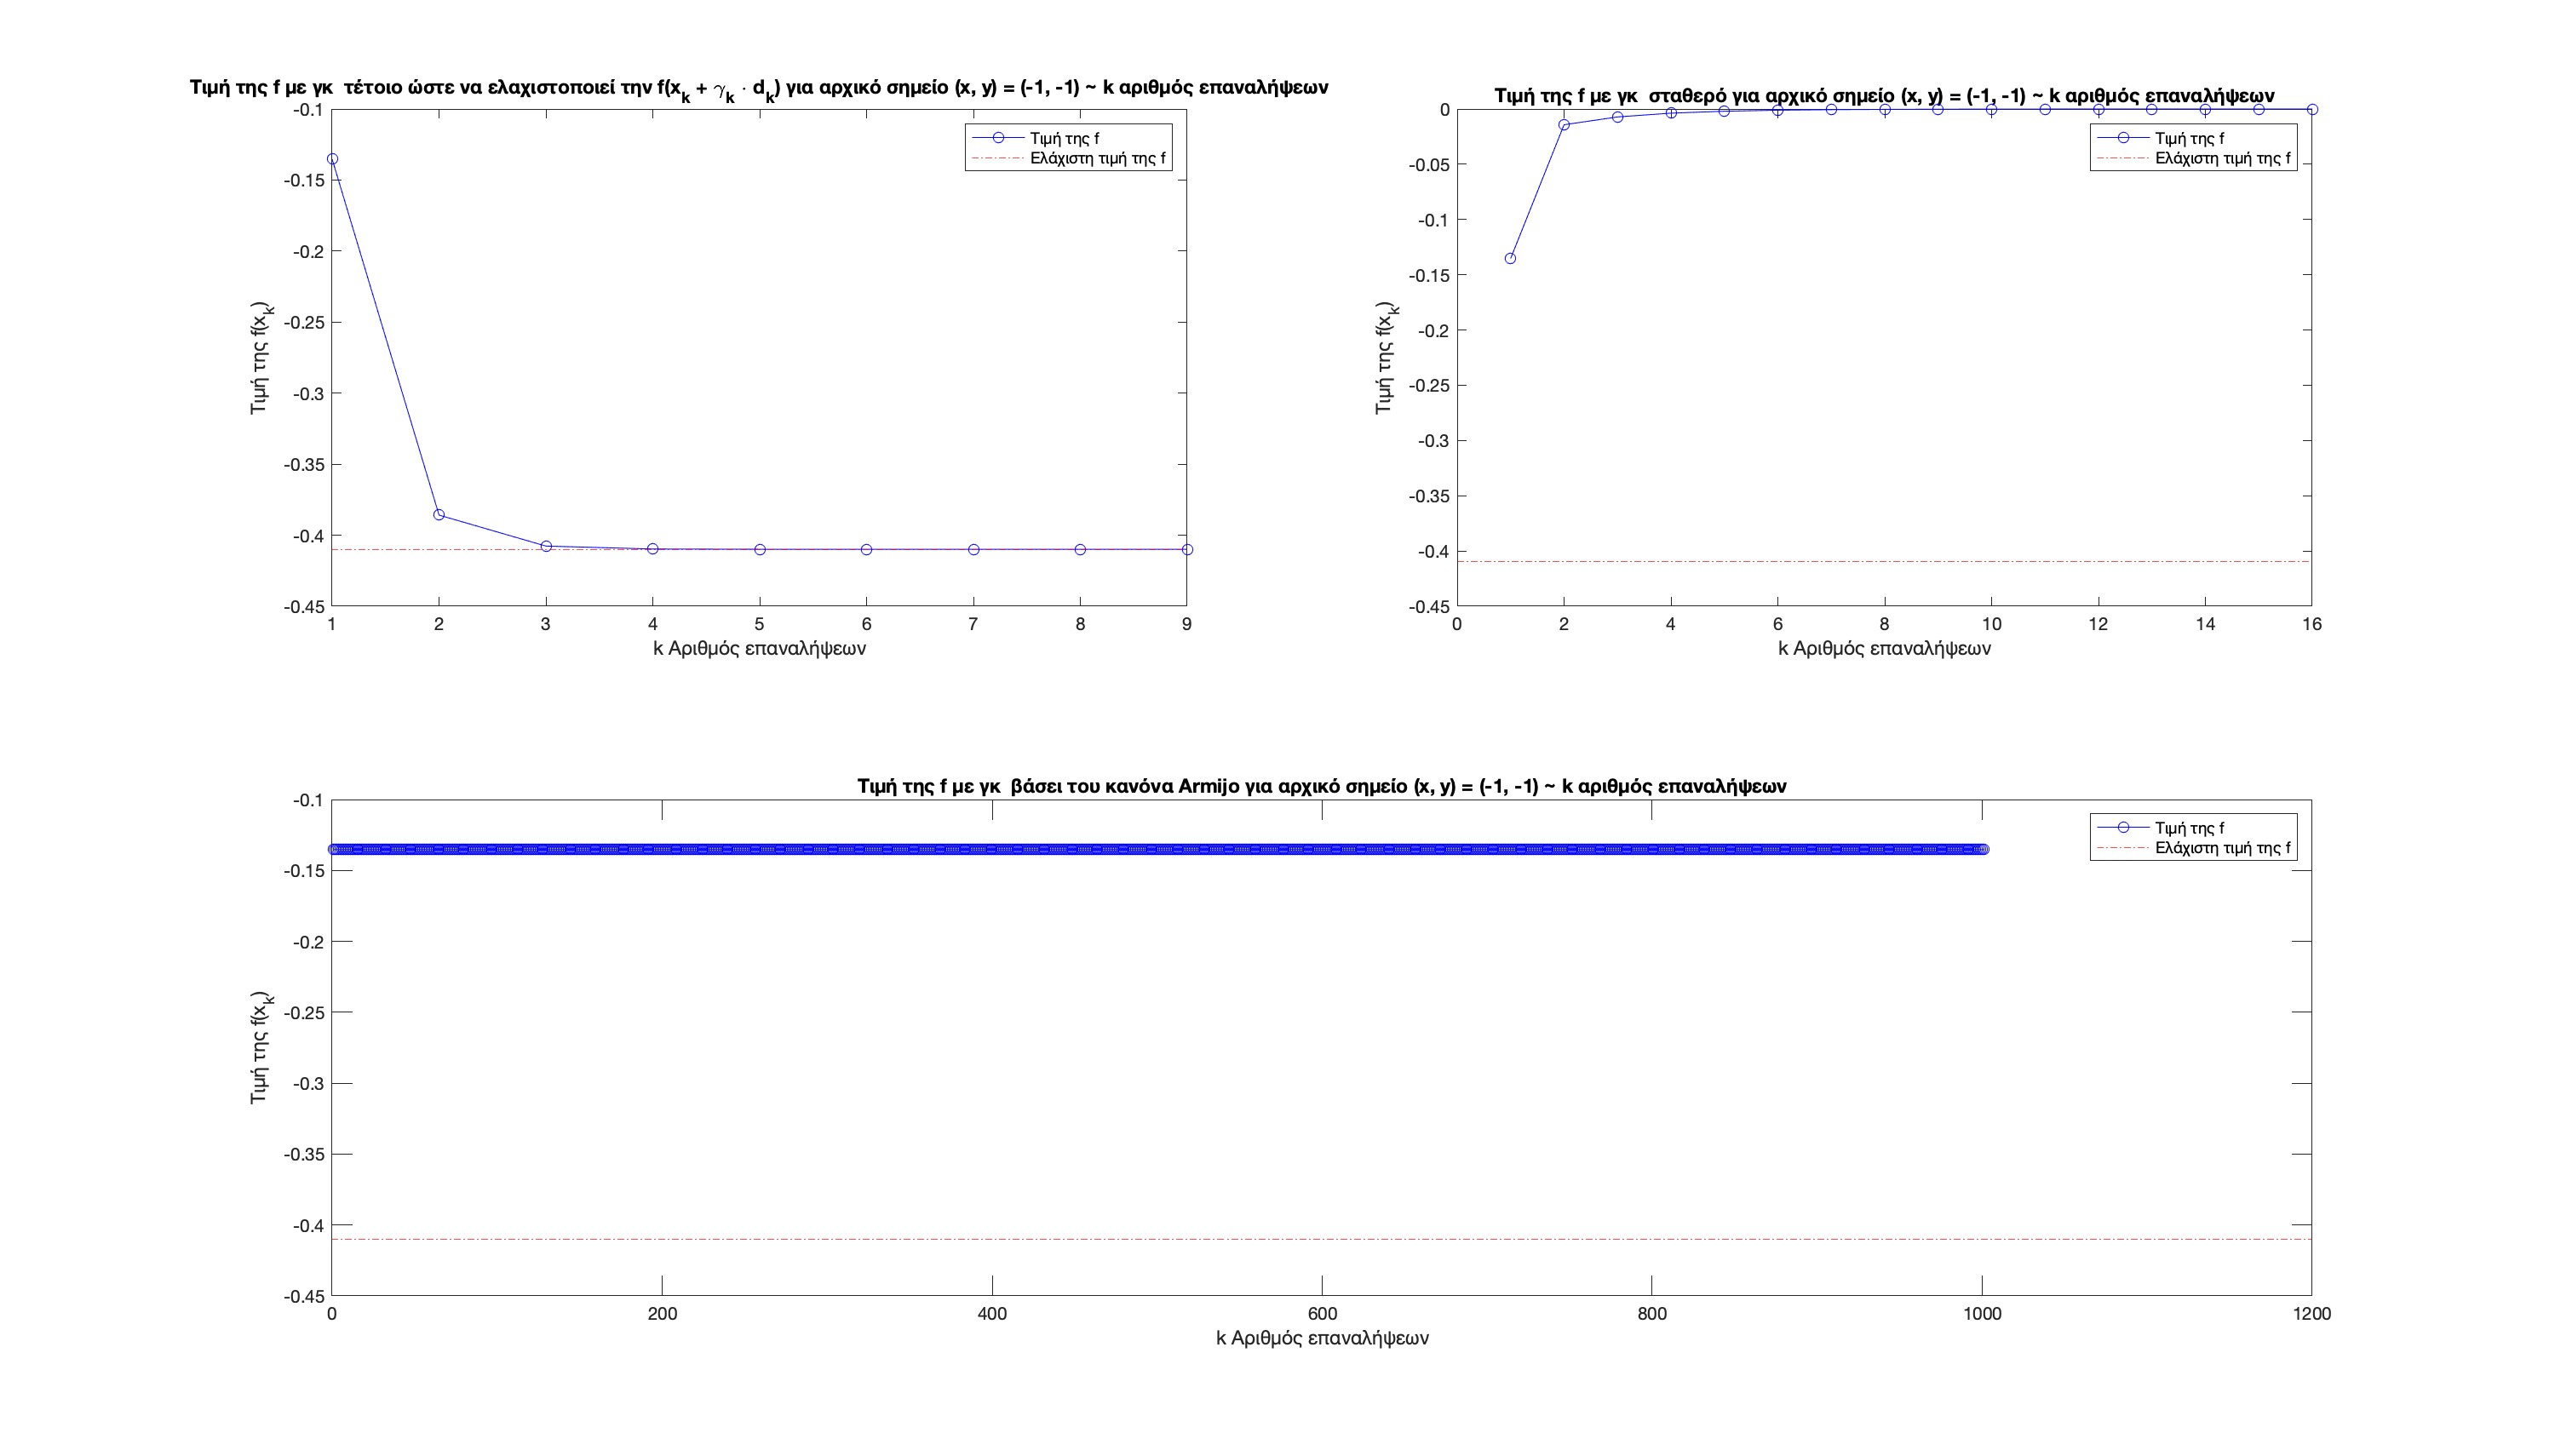 Τιμή της f με γκ τέτοιο ώστε να ελαχιστοποιεί την f(x_k + γ_k · d_k) για αρχικό σημείο (x, y) = (-1, -1) ~ k αριθμός επαναλήψεων
-0.1
-0.15
-0.2
-0.25
-0.3
-0.35
-0.4
-0.45
Τιμή της f(x_k)
Τιμή της f
Ελάχιστη τιμή της f
1 2 3 4 5 6 7 8 9
k Αριθμός επαναλήψεων
Τιμή της f με γκ σταθερό για αρχικό σημείο (x, y) = (-1, -1) ~ k αριθμός επαναλήψεων
0
-0.05
-0.1
-0.15
-0.2
-0.25
-0.3
-0.35
-0.4
-0.45
Τιμή της f(x_k)
Τιμή της f
Ελάχιστη τιμή της f
0 2 4 6 8 10 12 14 16
k Αριθμός επαναλήψεων
Τιμή της f με γκ βάσει του κανόνα Armijo για αρχικό σημείο (x, y) = (-1, -1) ~ k αριθμός επαναλήψεων
-0.1
-0.15
-0.2
-0.25
-0.3
-0.35
-0.4
-0.45
Τιμή της f(x_k)
Τιμή της f
Ελάχιστη τιμή της f
0 200 400 600 800 1000 1200
k Αριθμός επαναλήψεων